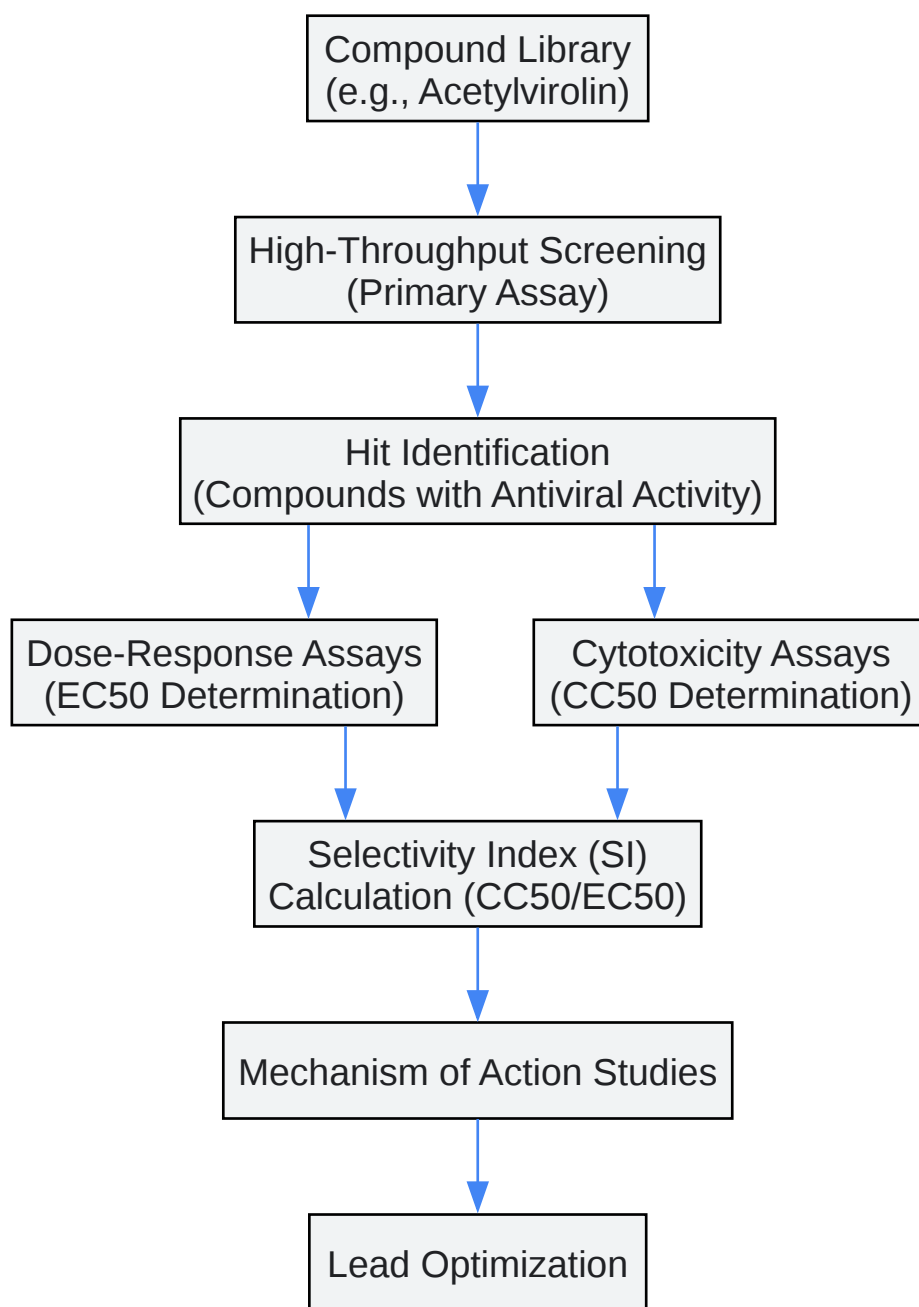 Compound Library
(e.g., Acetylvirolin)
High-Throughput Screening
(Primary Assay)
Hit Identification
(Compounds with Antiviral Activity)
Dose-Response Assays
(EC50 Determination)
Cytotoxicity Assays
(CC50 Determination)
Selectivity Index (SI)
Calculation (CC50/EC50)
Mechanism of Action Studies
Lead Optimization